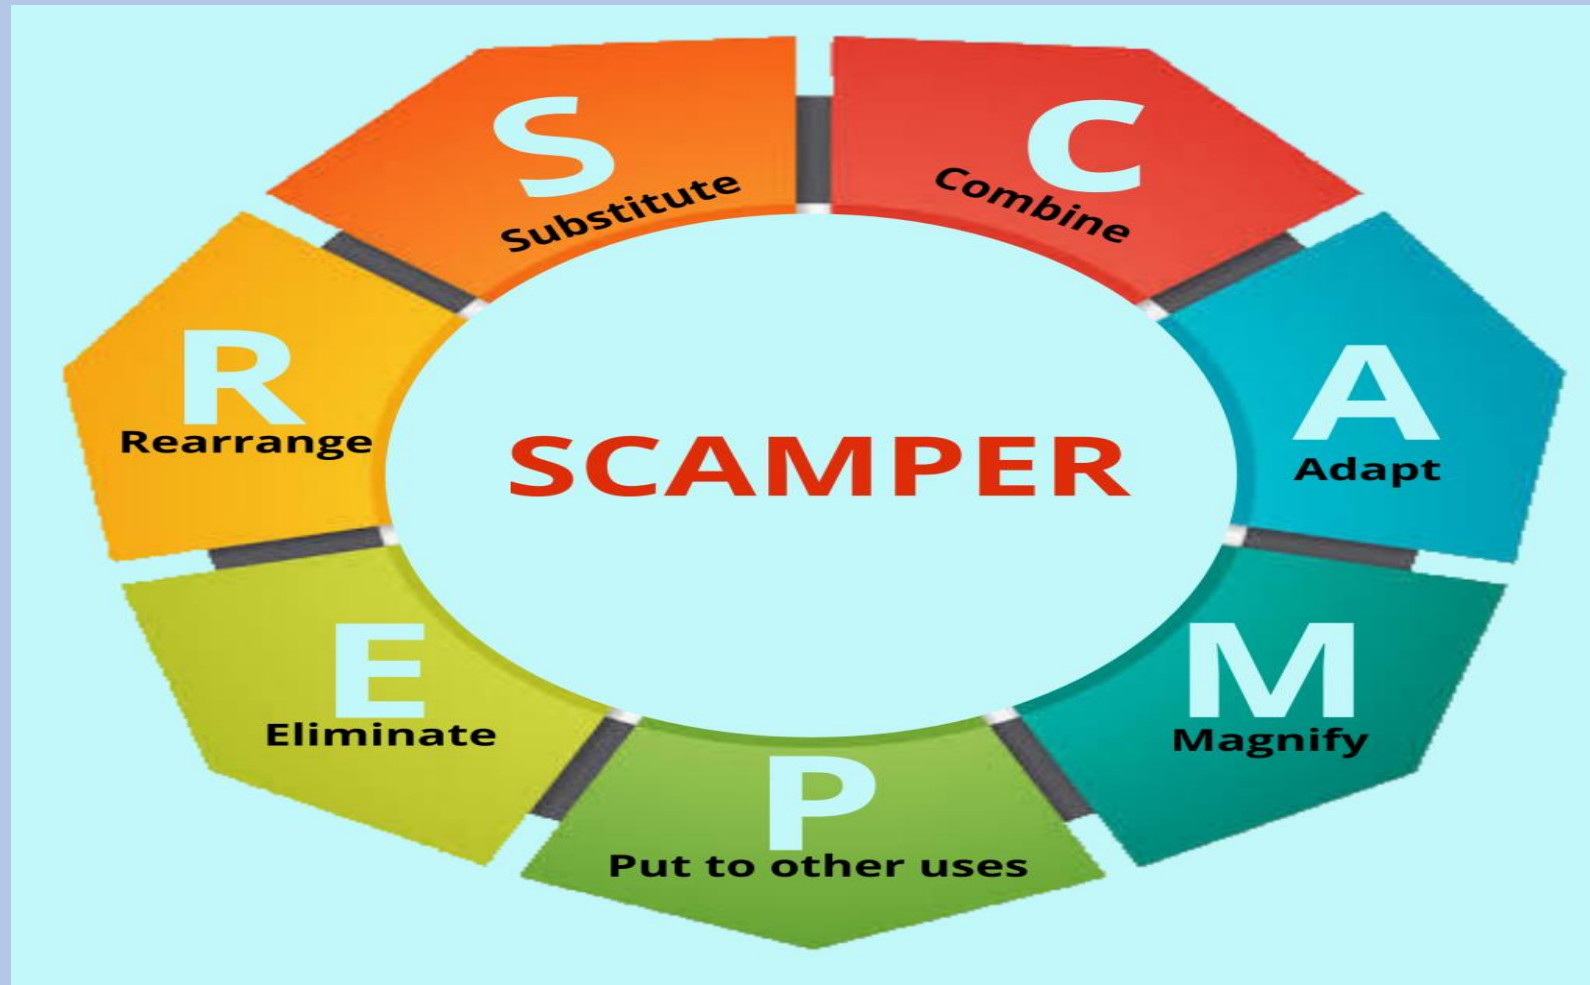 S
Substitute
C
Combine
A
Adapt
M
Magnify
P
Put to other uses
E
Eliminate
R
Rearrange
SCAMPER